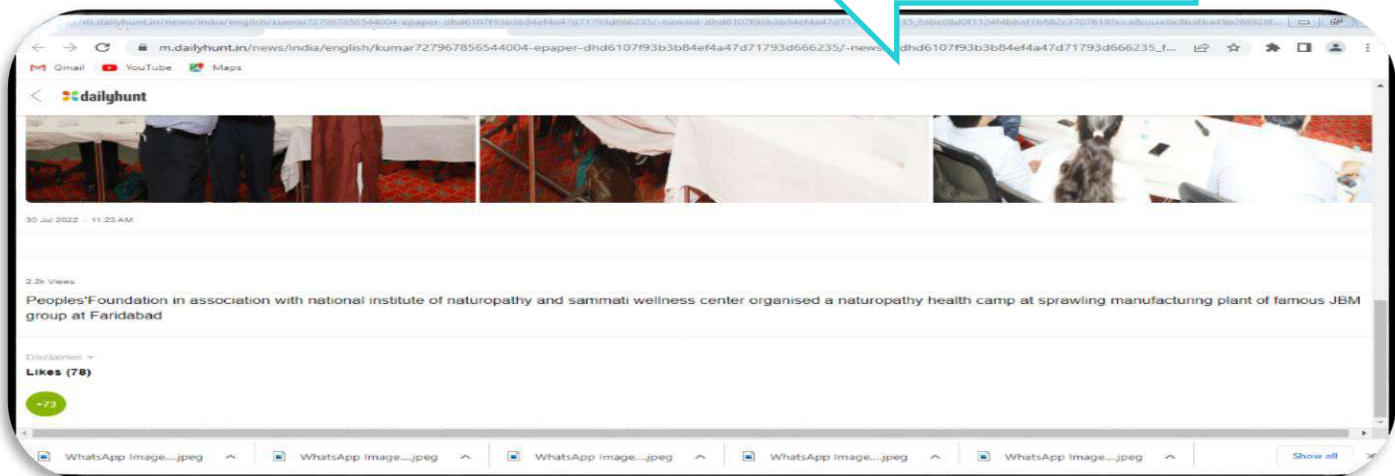 m.dailyhunt.in/news/india/english/kumar727967856544004-epaper-dhd6107f93b3b84ef4a47d71793d666235/-news
Gmail YouTube Maps
dailyhunt
30 Jul 2022 . 11:23 AM
2.2k Views
Peoples'Foundation in association with national institute of naturopathy and sammati wellness center organised a naturopathy health camp at sprawling manufacturing plant of famous JBM
group at Faridabad
Disclaimer
Likes (78)
+73
WhatsApp Image....jpeg WhatsApp Image....jpeg WhatsApp Image....jpeg WhatsApp Image....jpeg WhatsApp Image....jpeg Show all